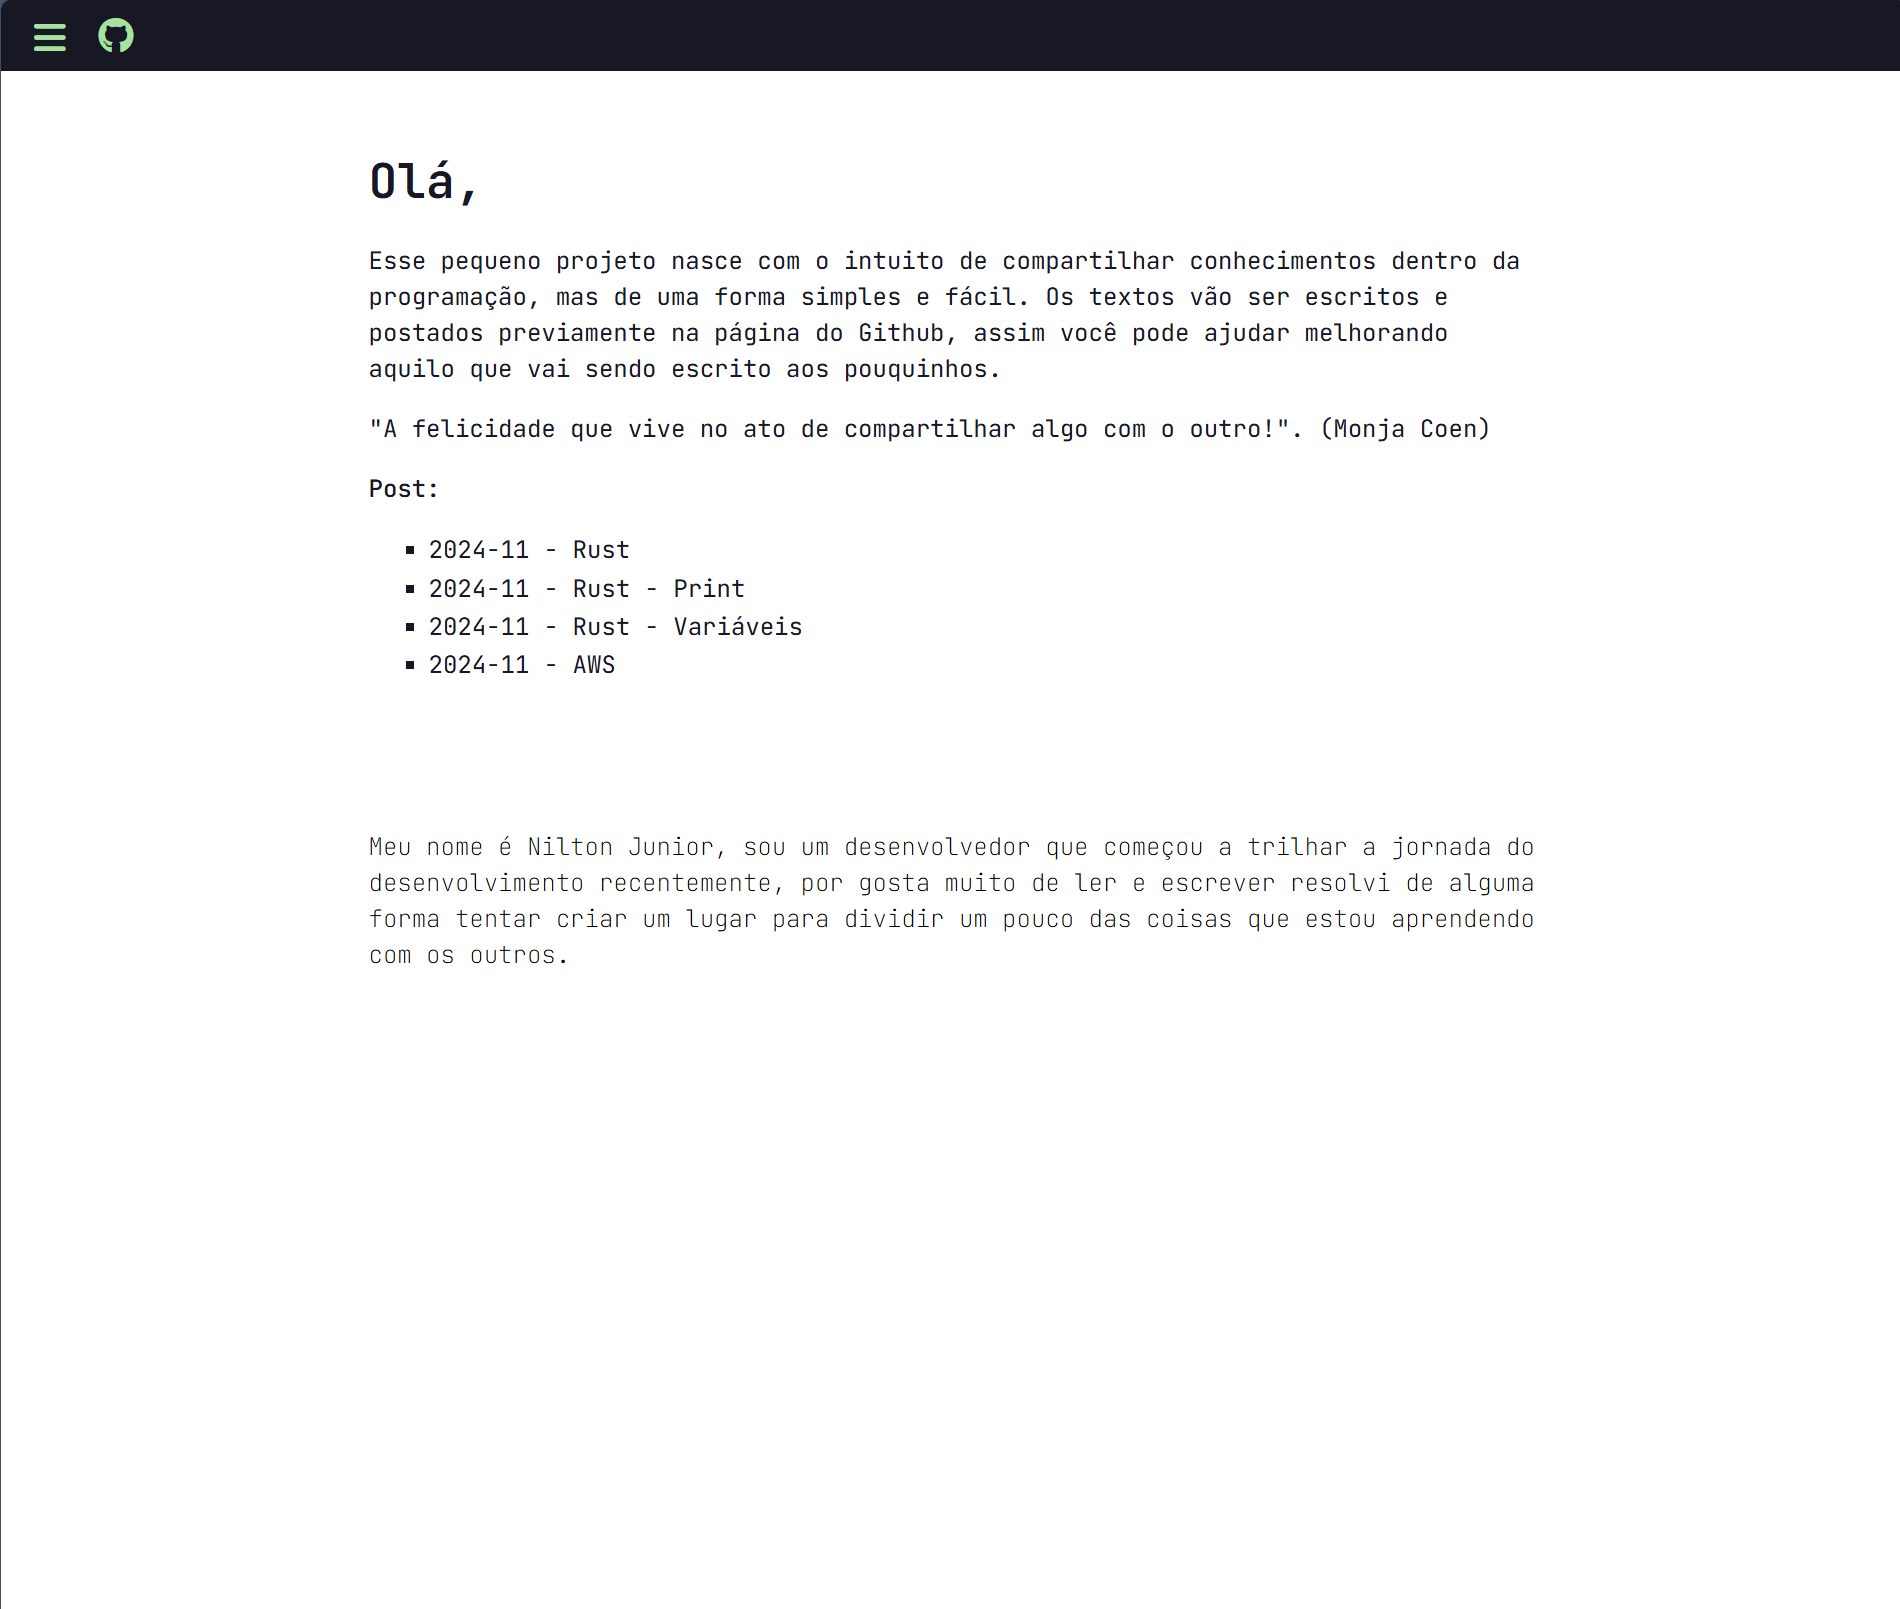 Olá,
Esse pequeno projeto nasce com o intuito de compartilhar conhecimentos dentro da
programação, mas de uma forma simples e fácil. Os textos vão ser escritos e
postados previamente na página do Github, assim você pode ajudar melhorando
aquilo que vai sendo escrito aos pouquinhos.
"A felicidade que vive no ato de compartilhar algo com o outro!". (Monja Coen)
Post:
▪ 2024-11 - Rust
▪ 2024-11 - Rust - Print
▪ 2024-11 - Rust - Variáveis
▪ 2024-11 - AWS
Meu nome é Nilton Junior, sou um desenvolvedor que começou a trilhar a jornada do
desenvolvimento recentemente, por gosta muito de ler e escrever resolvi de alguma
forma tentar criar um lugar para dividir um pouco das coisas que estou aprendendo
com os outros.